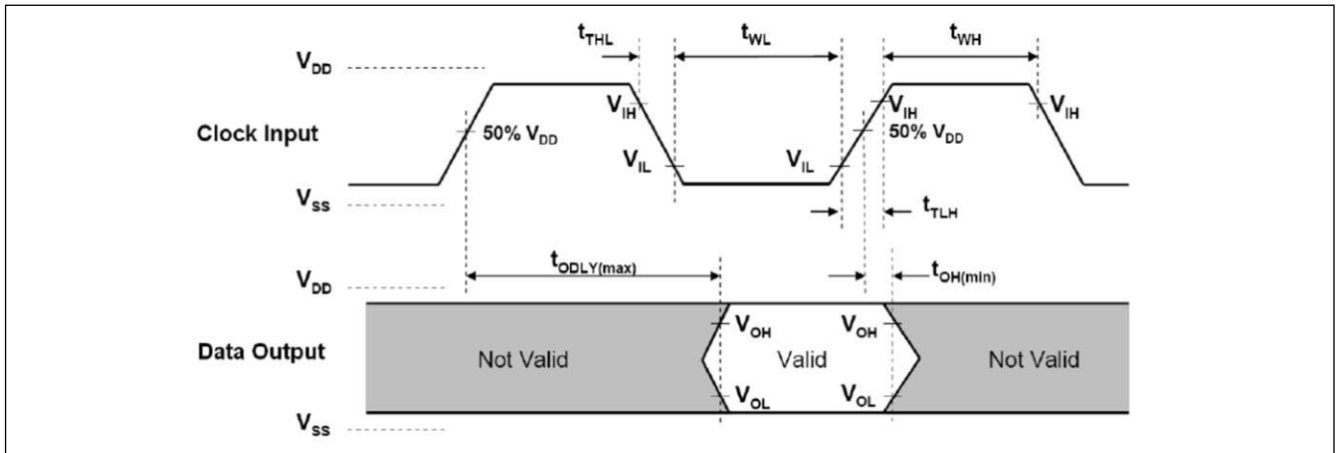 t_THL
t_WL
t_WH
V_DD
V_IH
V_IH
V_IH
Clock Input
50% V_DD
50% V_DD
V_IL
V_IL
V_SS
t_TLH
t_ODLY(max)
t_OH(min)
V_DD
V_OH
V_OH
Data Output
Not Valid
Valid
Not Valid
V_OL
V_OL
V_SS